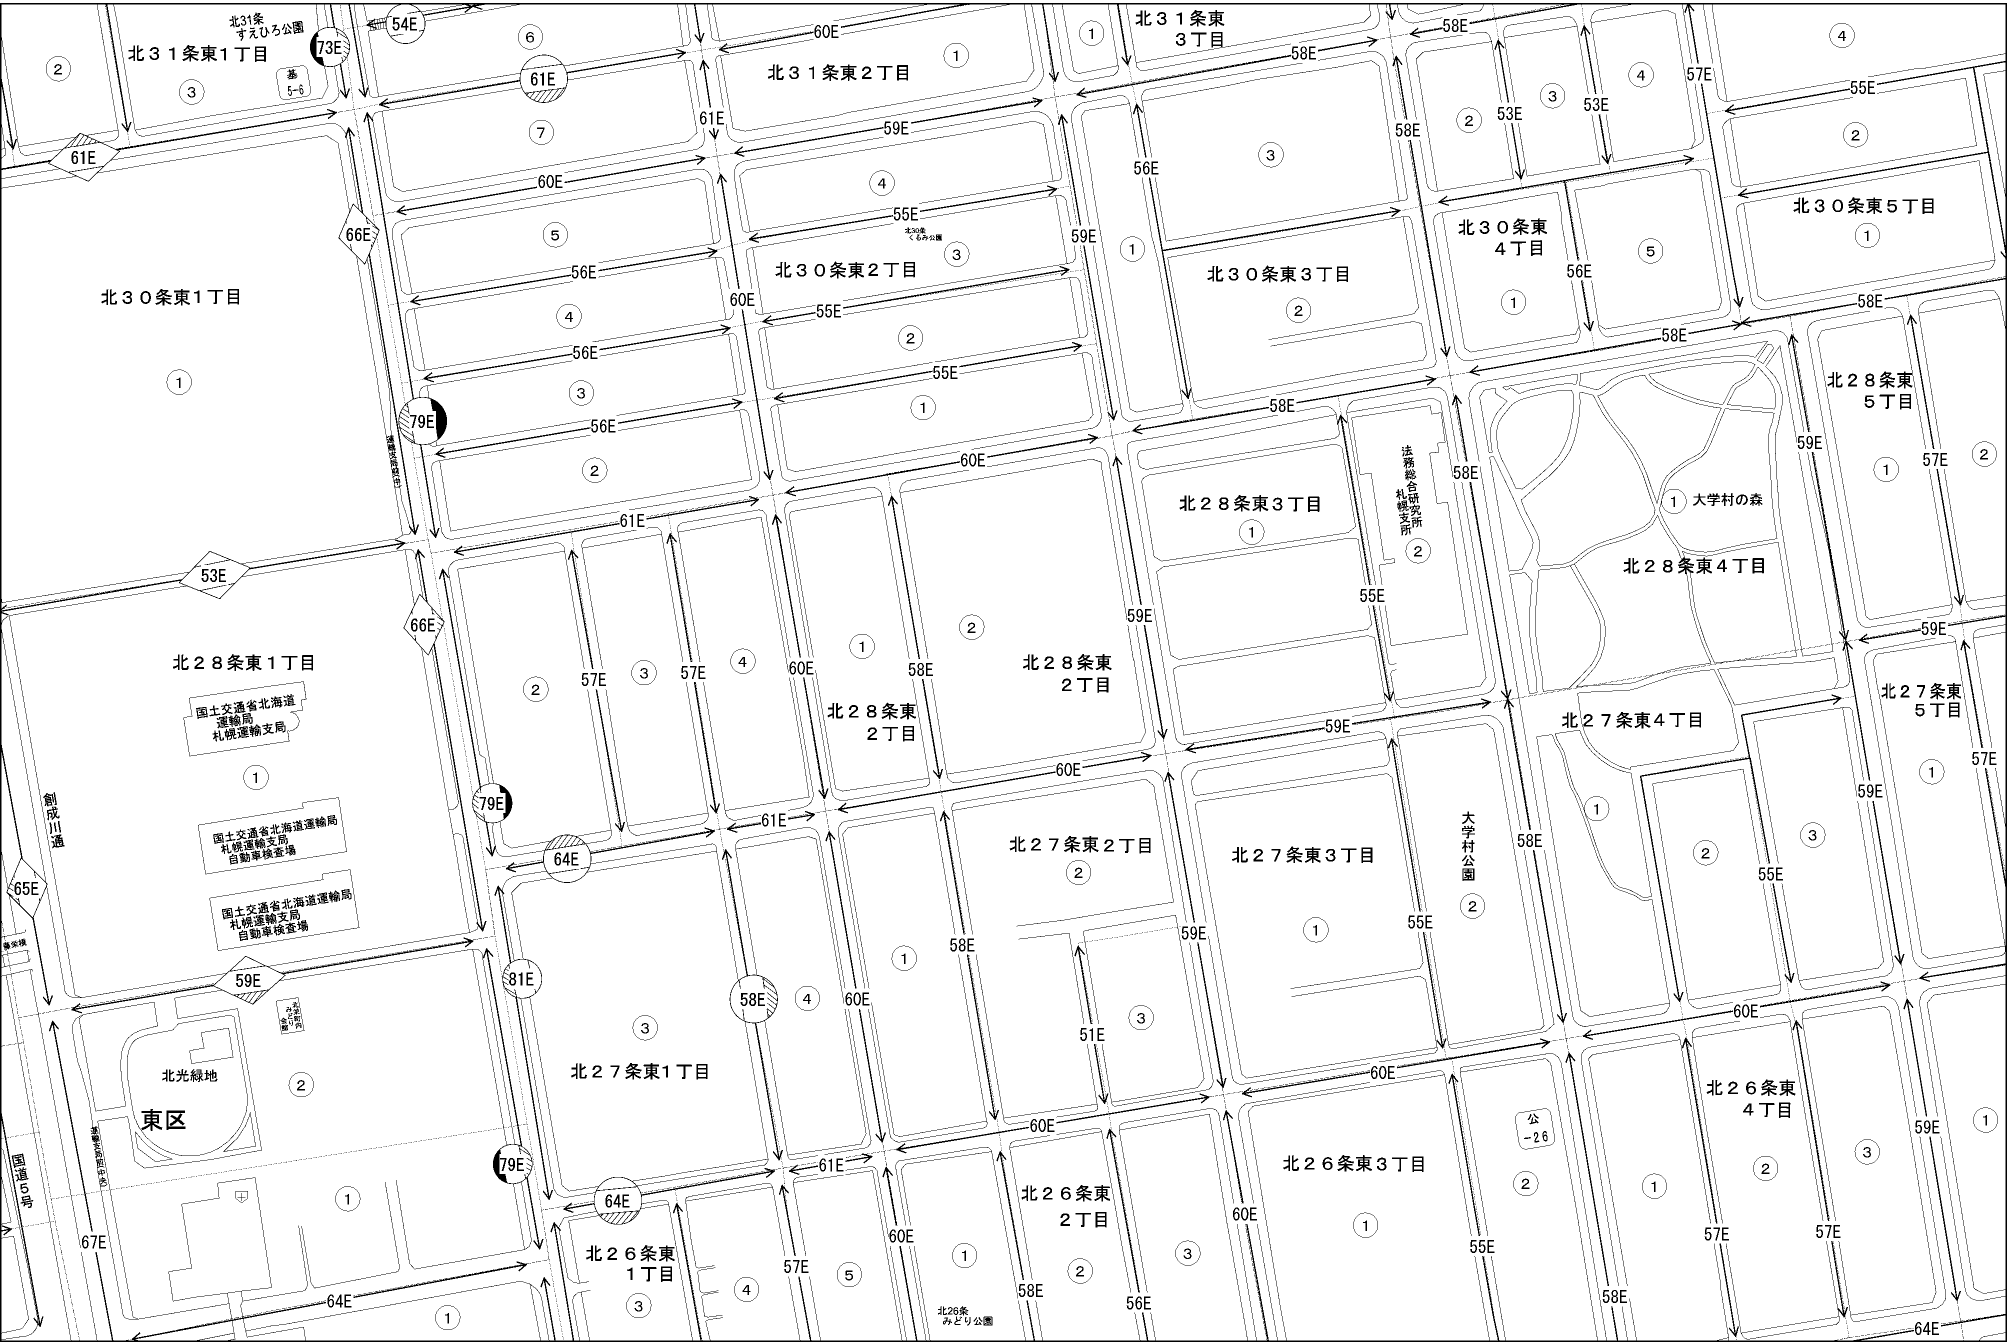 北31条
すえひろ公園
73E
54E
6
60E
1
1
北３１条東
３丁目
58E
58E
4
2
北３１条東１丁目
3
基
5-6
61E
北３１条東２丁目
57E
4
3
2
53E
53E
55E
7
61E
59E
58E
2
61E
60E
4
56E
3
北３０条東５丁目
1
66E
5
55E
北30条
くるみ公園
3
59E
1
北３０条東
４丁目
5
56E
北３０条東２丁目
北３０条東３丁目
56E
北３０条東１丁目
1
4
60E
55E
2
2
1
58E
58E
56E
1
3
55E
1
58E
北２８条東
５丁目
79E
56E
2
60E
59E
57E
1
2
58E
法務総合研究所
札幌支所
2
北２８条東３丁目
1
1
大学村の森
61E
53E
北２８条東４丁目
66E
55E
59E
59E
北２８条東１丁目
国土交通省北海道
運輸局
札幌運輸支局
1
2
57E
3
57E
4
60E
1
58E
2
北２８条東
２丁目
北２８条東
２丁目
北２７条東４丁目
北２７条東
５丁目
59E
60E
57E
1
創成川通
79E
59E
国土交通省北海道運輸局
札幌運輸支局
自動車検査場
61E
64E
58E
1
大学村公園
2
北２７条東２丁目
2
北２７条東３丁目
1
2
55E
3
65E
国土交通省北海道運輸局
札幌運輸支局
自動車検査場
55E
59E
58E
1
59E
81E
58E
4
60E
60E
51E
3
3
北２７条東１丁目
北光緑地
東区
2
60E
60E
北２６条東
４丁目
公
-26
59E
1
79E
61E
64E
北２６条東
２丁目
北２６条東３丁目
2
1
2
3
国道５号
1
67E
60E
60E
1
55E
57E
57E
北２６条東
１丁目
3
57E
4
5
1
58E
2
56E
3
58E
64E
1
北26条
みどり公園
64E